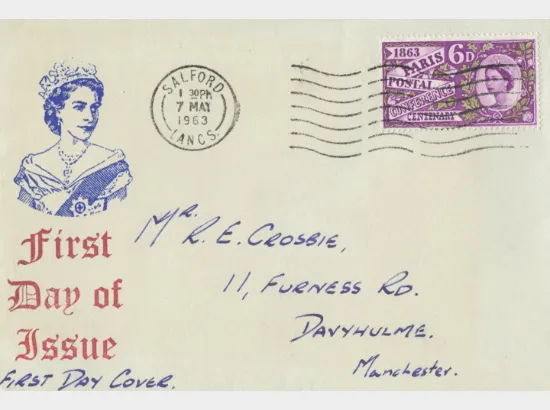 SALFORD
1 30PM
7 MAY
1963
LANCS.
1863
6D
PARIS
POSTAL
CONFERENCE
CENTENARY
Mr. R. E. CROSBIE,
11, FURNESS RD.
DAVYHULME.
Manchester.
First
Day of
Issue
FIRST DAY COVER.